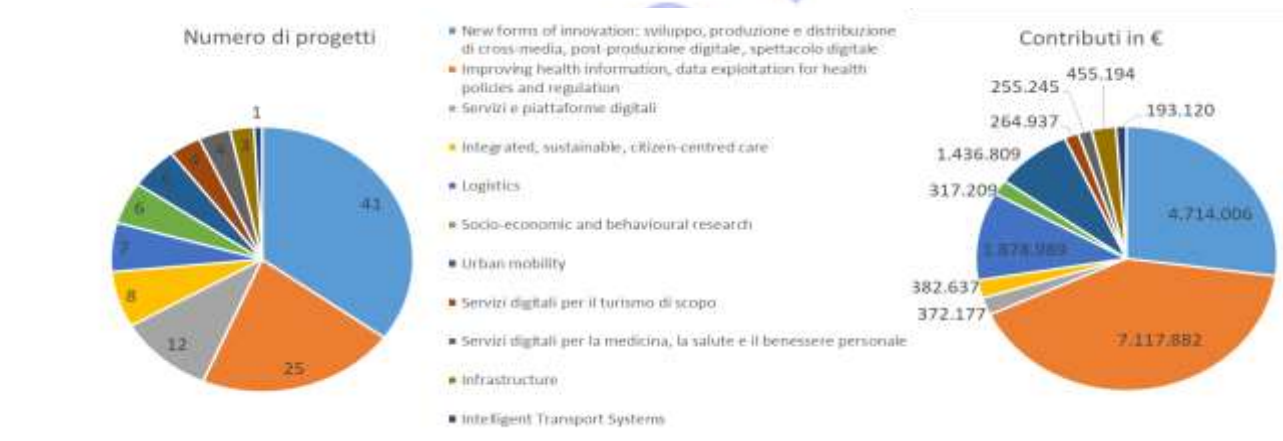 Numero di progetti
1
41
25
12
8
7
6
4
3
New forms of innovation: sviluppo, produzione e distribuzione
di cross-media, post-produzione digitale, spettacolo digitale
Improving health information, data exploitation for health
policies and regulation
Servizi e piattaforme digitali
Integrated, sustainable, citizen-centred care
Logistics
Socio-economic and behavioural research
Urban mobility
Servizi digitali per il turismo di scopo
Servizi digitali per la medicina, la salute e il benessere personale
Infrastructure
Intelligent Transport Systems
Contributi in €
455.194
255.245
193.120
264.937
1.436.809
317.209
4.714.006
1.878.989
382.637
372.177
7.117.882